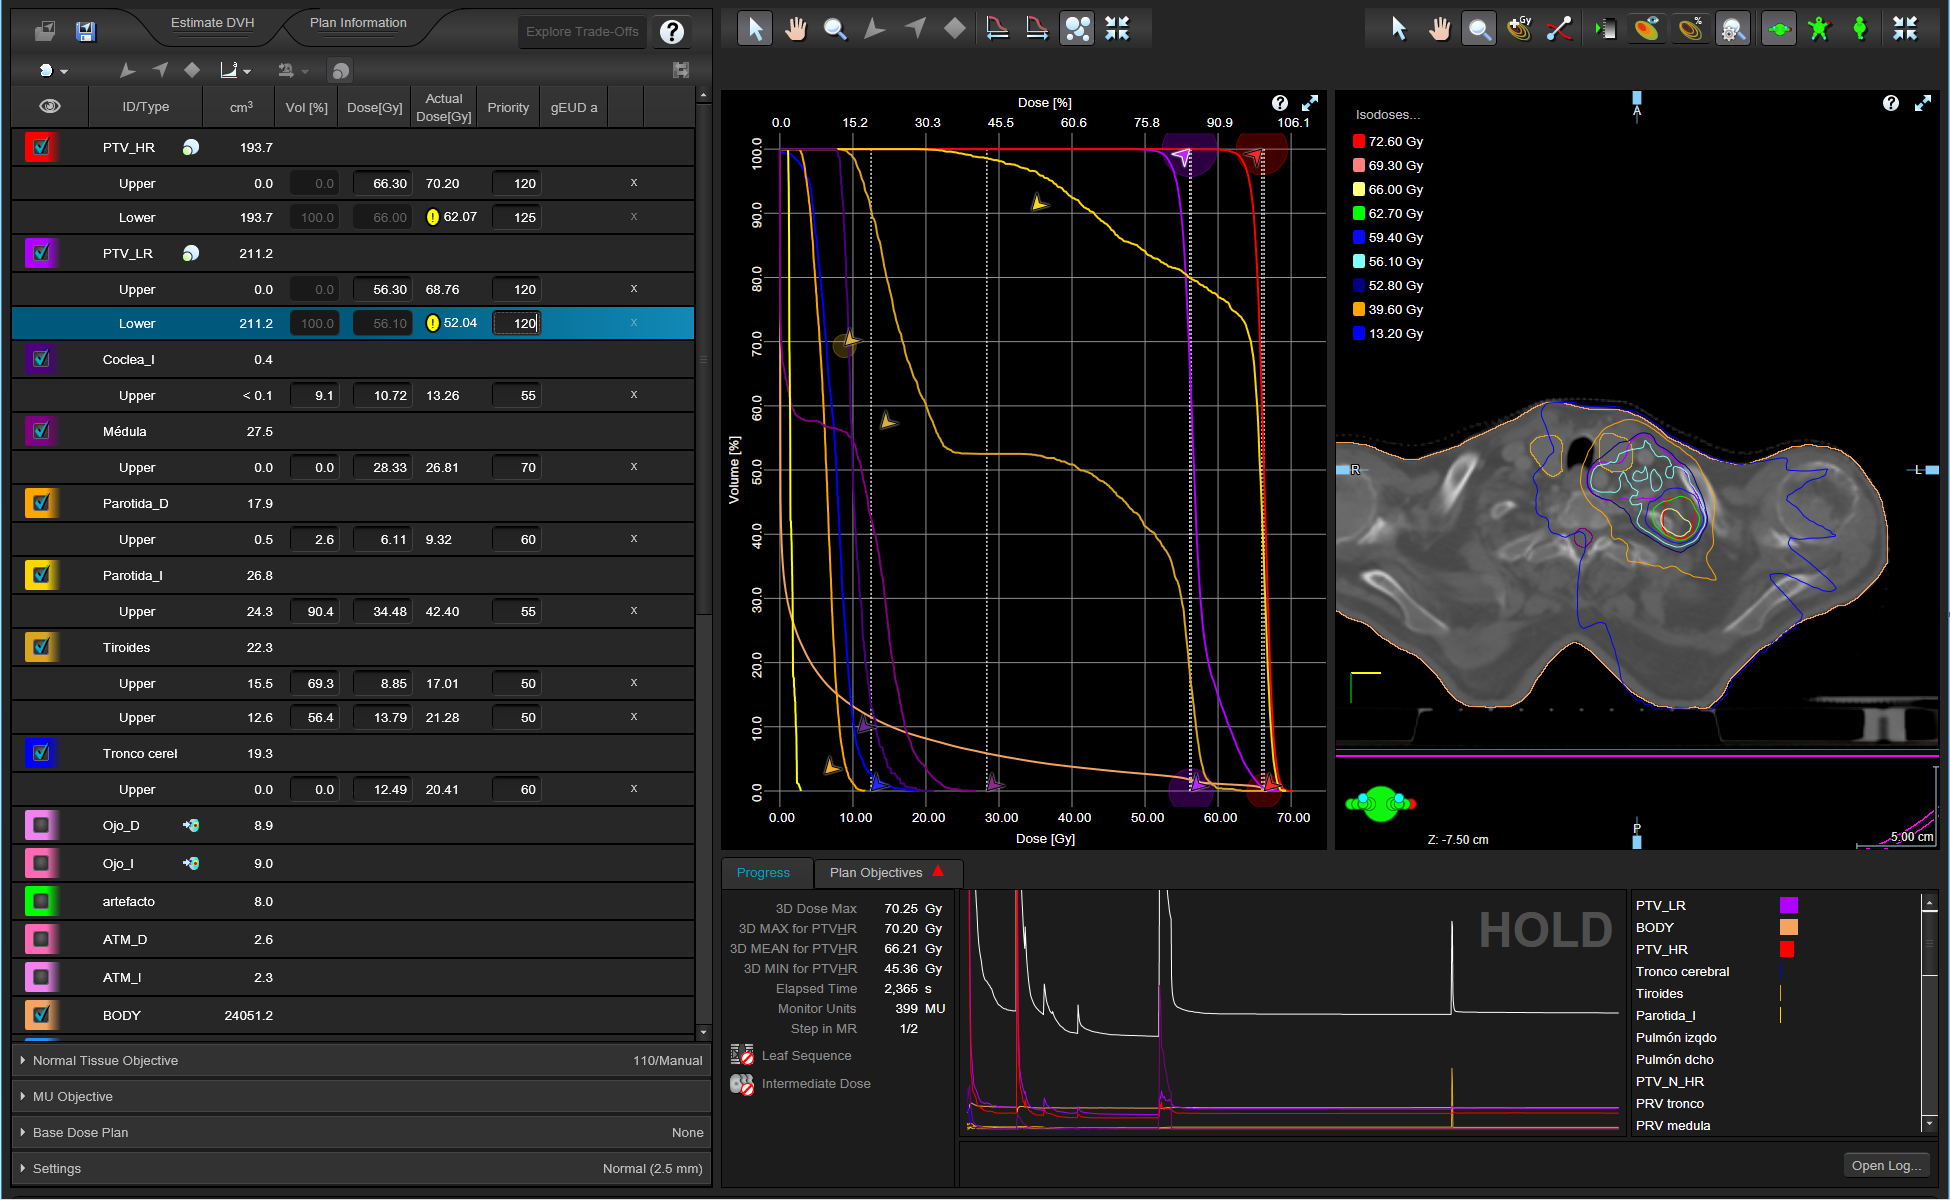 Estimate DVH
Plan Information
Explore Trade-Offs
?
ID/Type cm3 Vol [%] Dose[Gy] Actual Dose[Gy] Priority gEUD a
PTV_HR 193.7
Upper 0.0 0.0 66.30 70.20 120 x
Lower 193.7 100.0 66.00 ! 62.07 125 x
PTV_LR 211.2
Upper 0.0 0.0 56.30 68.76 120 x
Lower 211.2 100.0 56.10 ! 52.04 120 x
Coclea_I 0.4
Upper < 0.1 9.1 10.72 13.26 55 x
Médula 27.5
Upper 0.0 0.0 28.33 26.81 70 x
Parotida_D 17.9
Upper 0.5 2.6 6.11 9.32 60 x
Parotida_I 26.8
Upper 24.3 90.4 34.48 42.40 55 x
Tiroides 22.3
Upper 15.5 69.3 8.85 17.01 50 x
Upper 12.6 56.4 13.79 21.28 50 x
Tronco cerel 19.3
Upper 0.0 0.0 12.49 20.41 60 x
Ojo_D 8.9
Ojo_I 9.0
artefacto 8.0
ATM_D 2.6
ATM_I 2.3
BODY 24051.2
Normal Tissue Objective 110/Manual
MU Objective
Base Dose Plan None
Settings Normal (2.5 mm)
Gy
%
Dose [%]
?
0.0 15.2 30.3 45.5 60.6 75.8 90.9 106.1
100.0
90.0
80.0
70.0
60.0
50.0
40.0
30.0
20.0
10.0
0.0
Volume [%]
0.00 10.00 20.00 30.00 40.00 50.00 60.00 70.00
Dose [Gy]
Isodoses...
72.60 Gy
69.30 Gy
66.00 Gy
62.70 Gy
59.40 Gy
56.10 Gy
52.80 Gy
39.60 Gy
13.20 Gy
A
?
R
L
P
Z: -7.50 cm
5.00 cm
Progress
Plan Objectives
3D Dose Max 70.25 Gy
3D MAX for PTVHR 70.20 Gy
3D MEAN for PTVHR 66.21 Gy
3D MIN for PTVHR 45.36 Gy
Elapsed Time 2,365 s
Monitor Units 399 MU
Step in MR 1/2
Leaf Sequence
Intermediate Dose
HOLD
PTV_LR
BODY
PTV_HR
Tronco cerebral
Tiroides
Parotida_I
Pulmón izqdo
Pulmón dcho
PTV_N_HR
PRV tronco
PRV medula
Open Log...